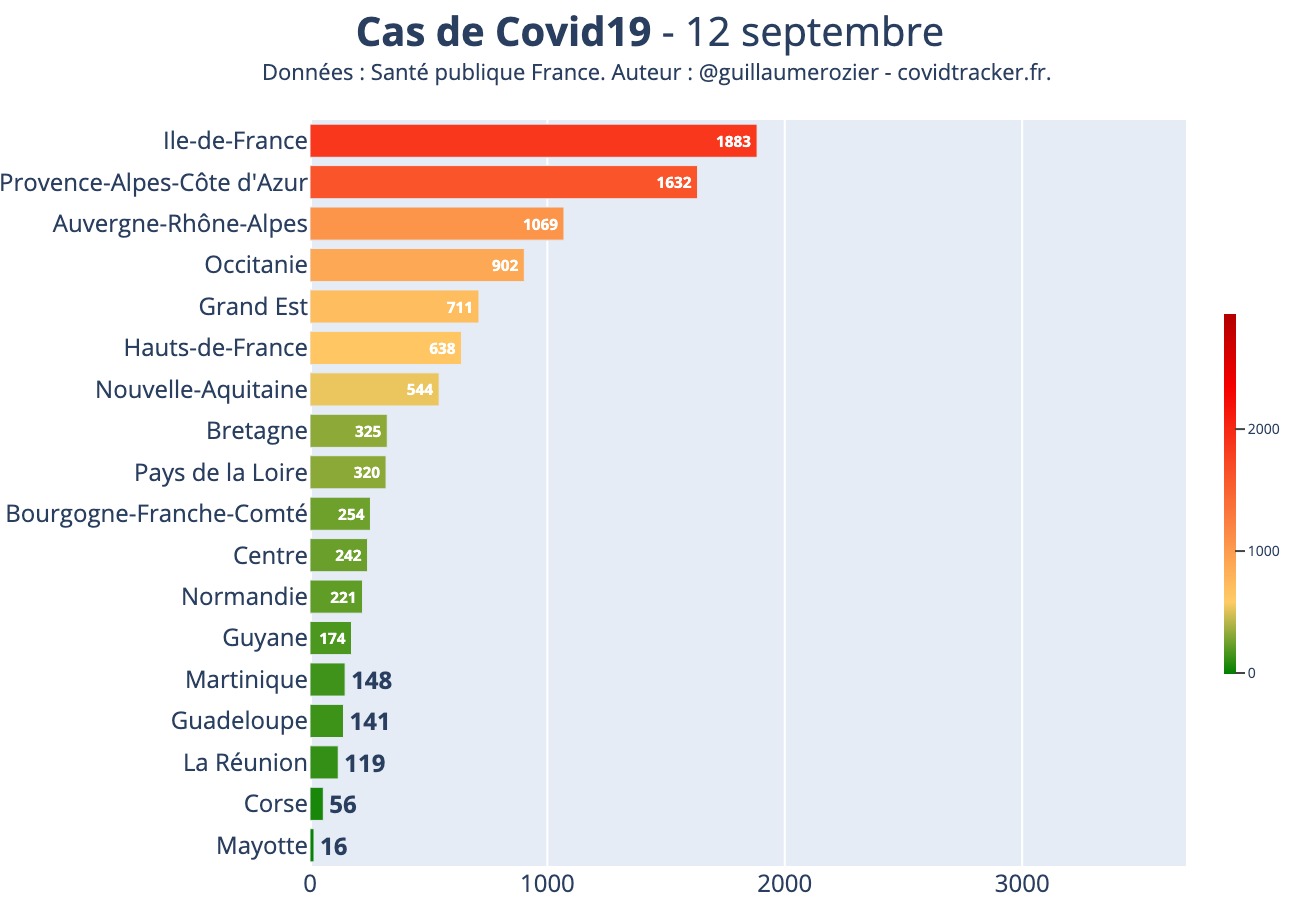 Cas de Covid19 - 12 septembre
Données : Santé publique France. Auteur : @guillaumerozier - covidtracker.fr.
Ile-de-France 1883
Provence-Alpes-Côte d'Azur 1632
Auvergne-Rhône-Alpes 1069
Occitanie 902
Grand Est 711
Hauts-de-France 638
Nouvelle-Aquitaine 544
Bretagne 325
Pays de la Loire 320
Bourgogne-Franche-Comté 254
Centre 242
Normandie 221
Guyane 174
Martinique 148
Guadeloupe 141
La Réunion 119
Corse 56
Mayotte 16
0 1000 2000 3000
2000
1000
0